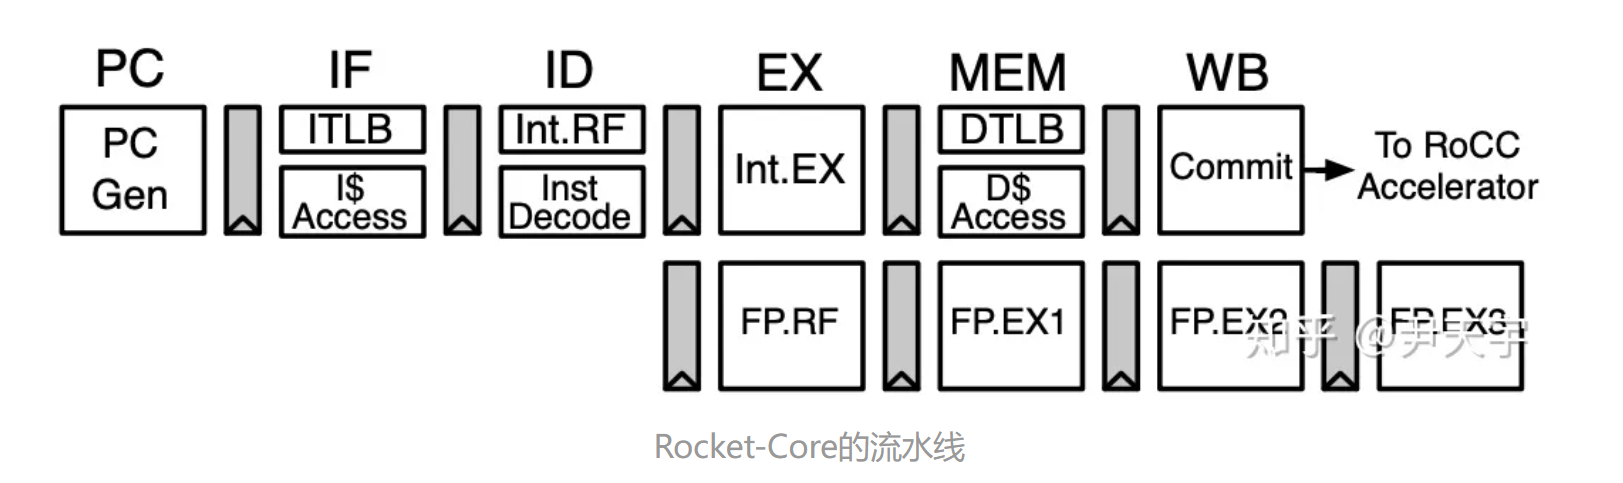 PC
IF
ID
EX
MEM
WB
PC
Gen
ITLB
I$
Access
Int.RF
Inst
Decode
Int.EX
DTLB
D$
Access
Commit
To RoCC
Accelerator
FP.RF
FP.EX1
FP.EX2
FP.EX3
知乎 @尹天宇
Rocket-Core的流水线